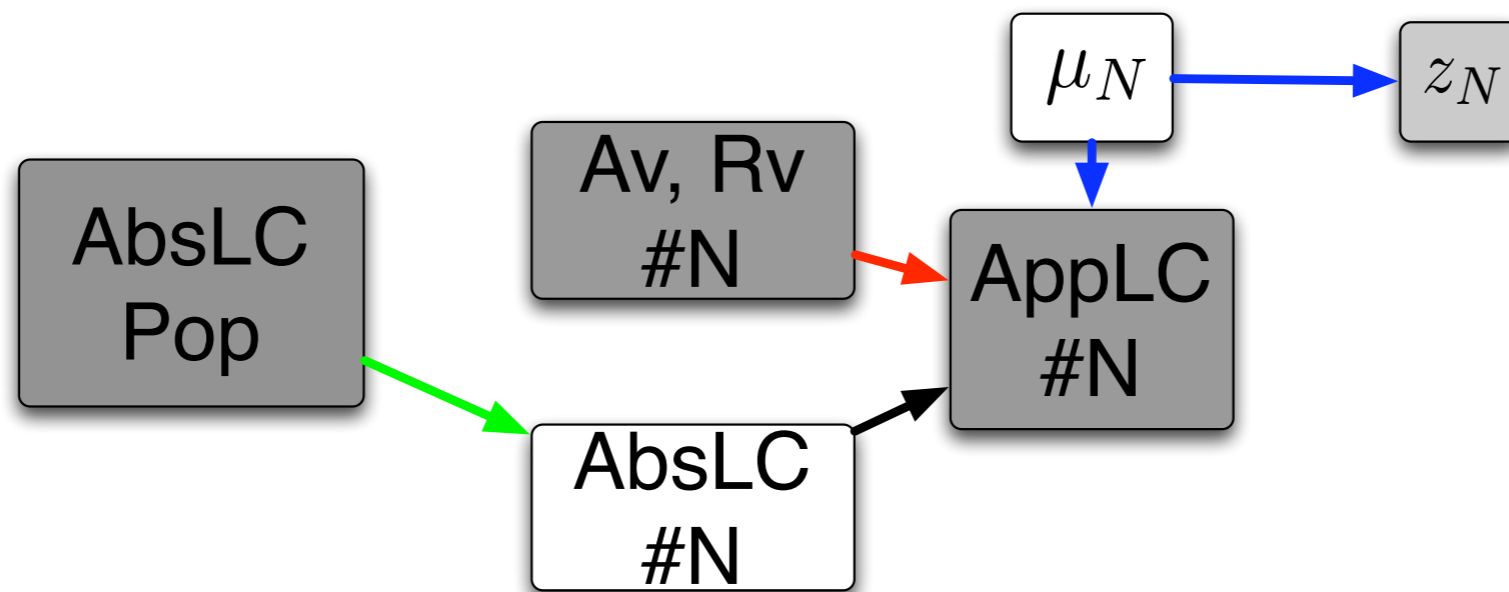 AbsLC
Pop
Av, Rv
#N
AbsLC
#N
μ_N
z_N
AppLC
#N